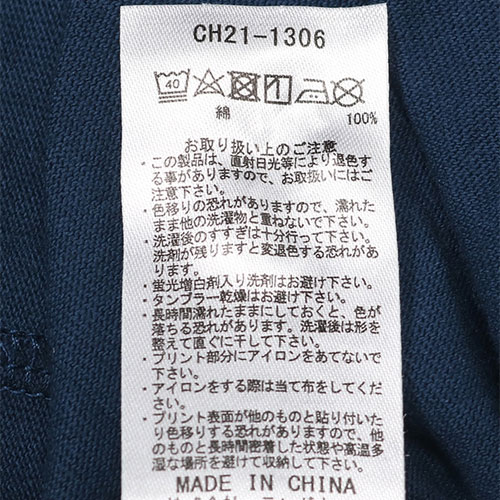 CH21-1306
40
綿 100%
お取り扱い上のご注意
・この製品は、直射日光等により退色す
る事がありますので、お取扱いにはご
注意下さい。
・色移りの恐れがありますので、濡れた
まま他の洗濯物と重ねないで下さい。
・洗濯後のすすぎは十分行って下さい。
洗剤が残りますと変退色する恐れがあ
ります。
・蛍光増白剤入り洗剤はお避け下さい。
・タンブラー乾燥はお避け下さい。
・長時間濡れたままにしておくと、色が
落ちる恐れがあります。洗濯後は形を
整えて直ぐに干して下さい。
・プリント部分にアイロンをあてないで
下さい。
・アイロンをする際は当て布をしてくだ
さい。
・プリント表面が他のものと貼り付いた
り色移りする恐れがありますので、他
のものと長時間密着した状態や高温多
湿な場所を避けて収納して下さい。
MADE IN CHINA